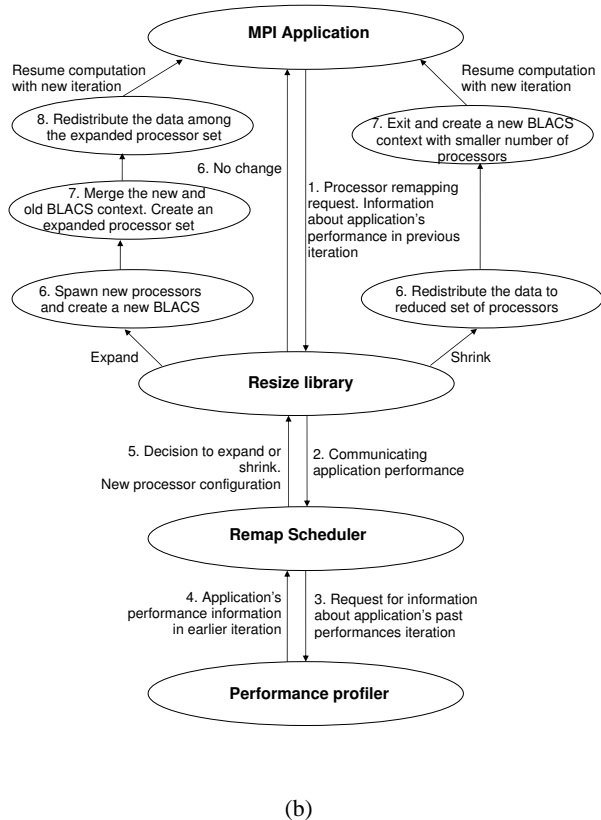 MPI Application
Resume computation
with new iteration
Resume computation
with new iteration
8. Redistribute the data among
the expanded processor set
7. Exit and create a new BLACS
context with smaller number of
processors
6. No change
7. Merge the new and
old BLACS context. Create an
expanded processor set
1. Processor remapping
request. Information
about application's
performance in previous
iteration
6. Spawn new processors
and create a new BLACS
6. Redistribute the data to
reduced set of processors
Expand
Shrink
Resize library
5. Decision to expand or
shrink.
New processor configuration
2. Communicating
application performance
Remap Scheduler
4. Application's
performance information
in earlier iteration
3. Request for information
about application's past
performances iteration
Performance profiler
(b)